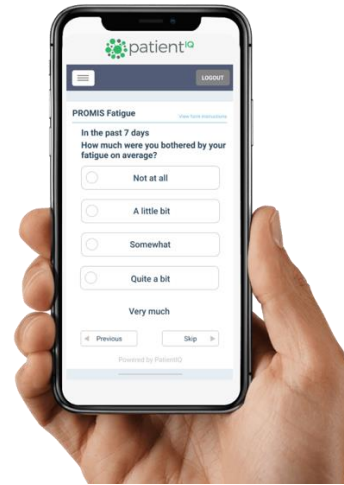 patientIQ
LOGOUT
PROMIS Fatigue
View form instructions
In the past 7 days
How much were you bothered by your
fatigue on average?
Not at all
A little bit
Somewhat
Quite a bit
Very much
Previous
Skip
Powered by PatientIQ